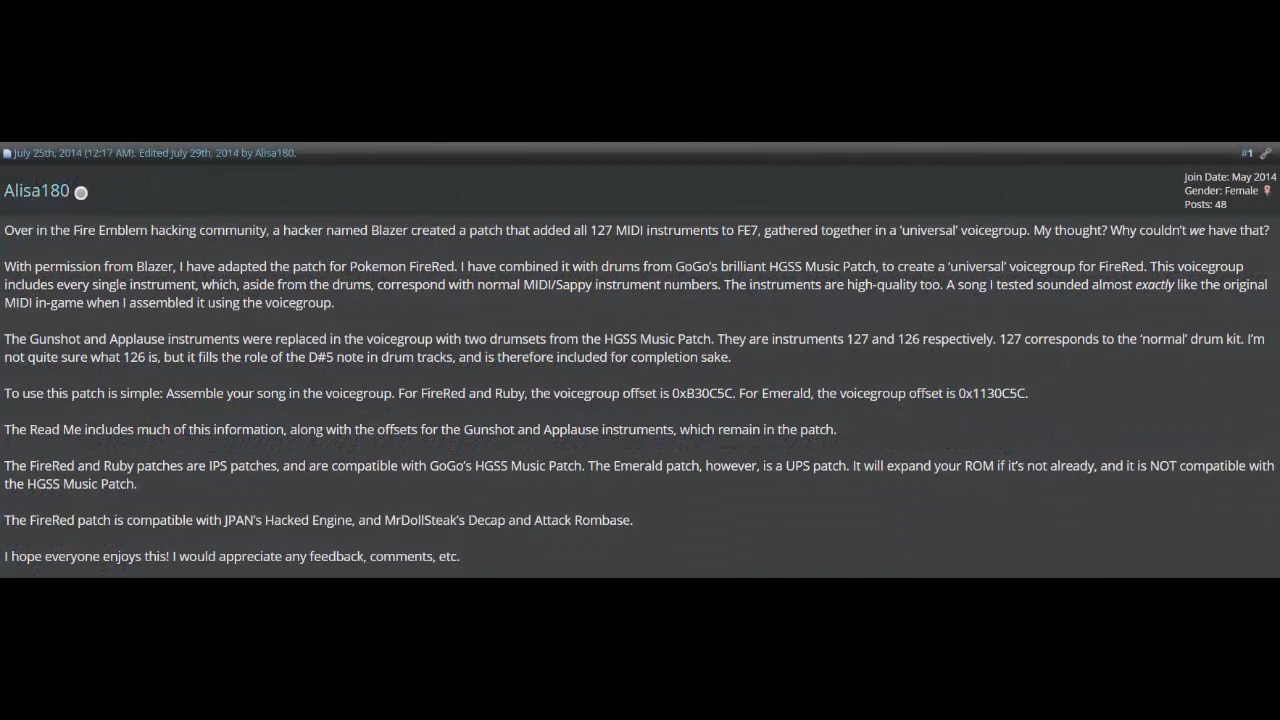 July 25th, 2014 (12:17 AM). Edited July 29th, 2014 by Alisa180.
#1
Alisa180
Join Date: May 2014
Gender: Female
Posts: 48
Over in the Fire Emblem hacking community, a hacker named Blazer created a patch that added all 127 MIDI instruments to FE7, gathered together in a ‘universal’ voicegroup. My thought? Why couldn’t we have that?
With permission from Blazer, I have adapted the patch for Pokemon FireRed. I have combined it with drums from GoGo’s brilliant HGSS Music Patch, to create a ‘universal’ voicegroup for FireRed. This voicegroup
includes every single instrument, which, aside from the drums, correspond with normal MIDI/Sappy instrument numbers. The instruments are high-quality too. A song I tested sounded almost exactly like the original
MIDI in-game when I assembled it using the voicegroup.
The Gunshot and Applause instruments were replaced in the voicegroup with two drumsets from the HGSS Music Patch. They are instruments 127 and 126 respectively. 127 corresponds to the ‘normal’ drum kit. I’m
not quite sure what 126 is, but it fills the role of the D#5 note in drum tracks, and is therefore included for completion sake.
To use this patch is simple: Assemble your song in the voicegroup. For FireRed and Ruby, the voicegroup offset is 0xB30C5C. For Emerald, the voicegroup offset is 0x1130C5C.
The Read Me includes much of this information, along with the offsets for the Gunshot and Applause instruments, which remain in the patch.
The FireRed and Ruby patches are IPS patches, and are compatible with GoGo’s HGSS Music Patch. The Emerald patch, however, is a UPS patch. It will expand your ROM if it’s not already, and it is NOT compatible with
the HGSS Music Patch.
The FireRed patch is compatible with JPAN’s Hacked Engine, and MrDollSteak’s Decap and Attack Rombase.
I hope everyone enjoys this! I would appreciate any feedback, comments, etc.